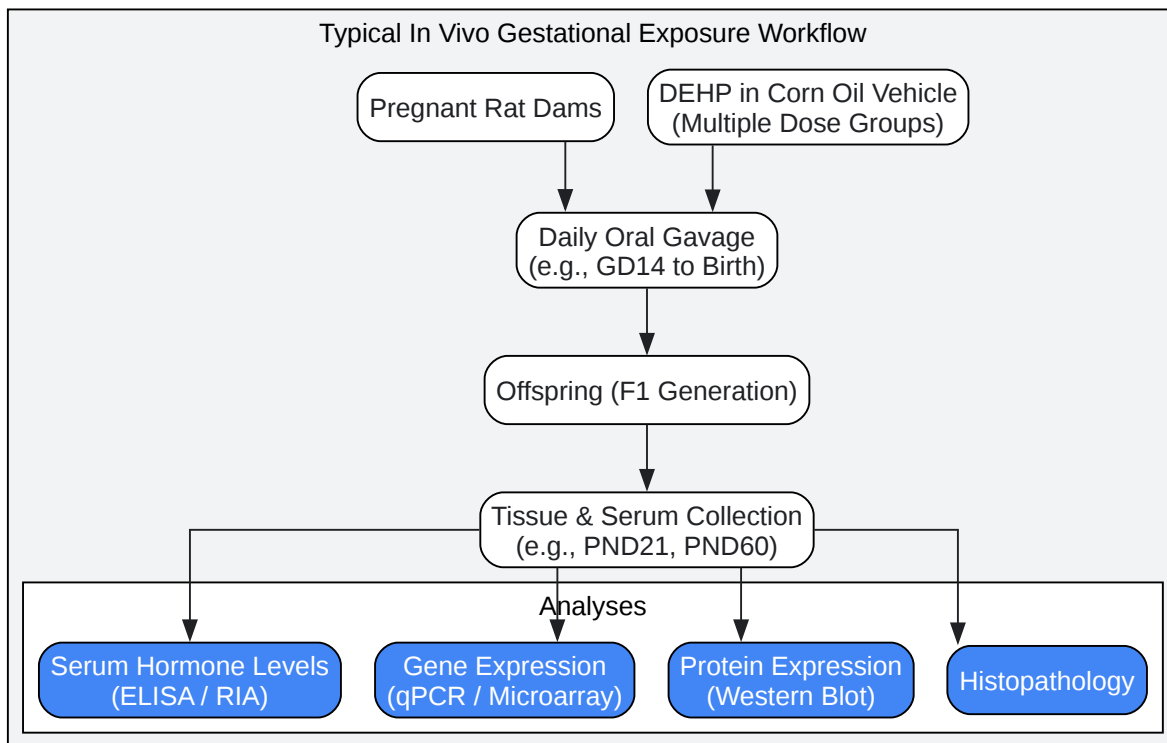 Typical In Vivo Gestational Exposure Workflow
Pregnant Rat Dams
DEHP in Corn Oil Vehicle
(Multiple Dose Groups)
Daily Oral Gavage
(e.g., GD14 to Birth)
Offspring (F1 Generation)
Tissue & Serum Collection
(e.g., PND21, PND60)
Analyses
Serum Hormone Levels
(ELISA / RIA)
Gene Expression
(qPCR / Microarray)
Protein Expression
(Western Blot)
Histopathology